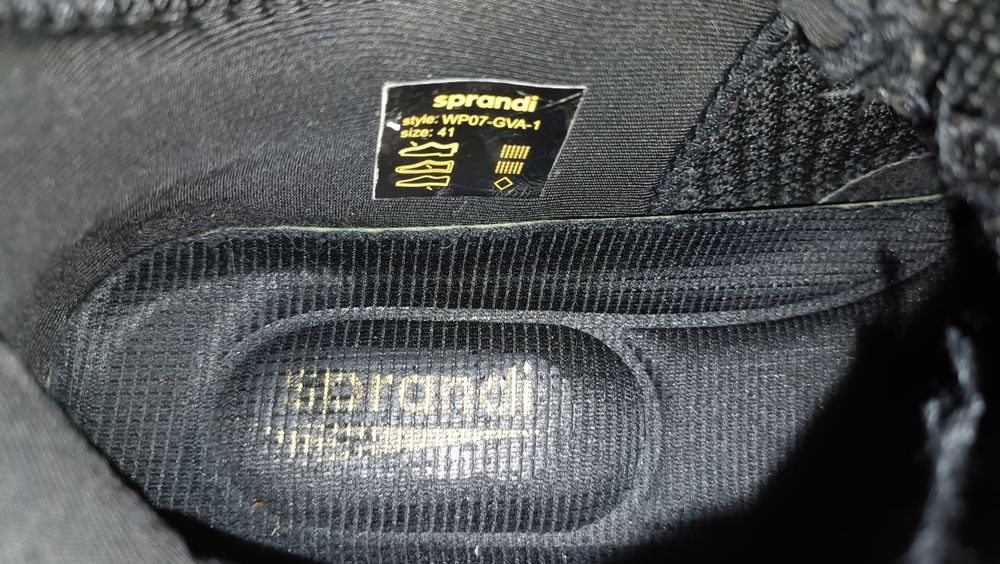 sprandi
style: WP07-GVA-1
size: 41
sprandi